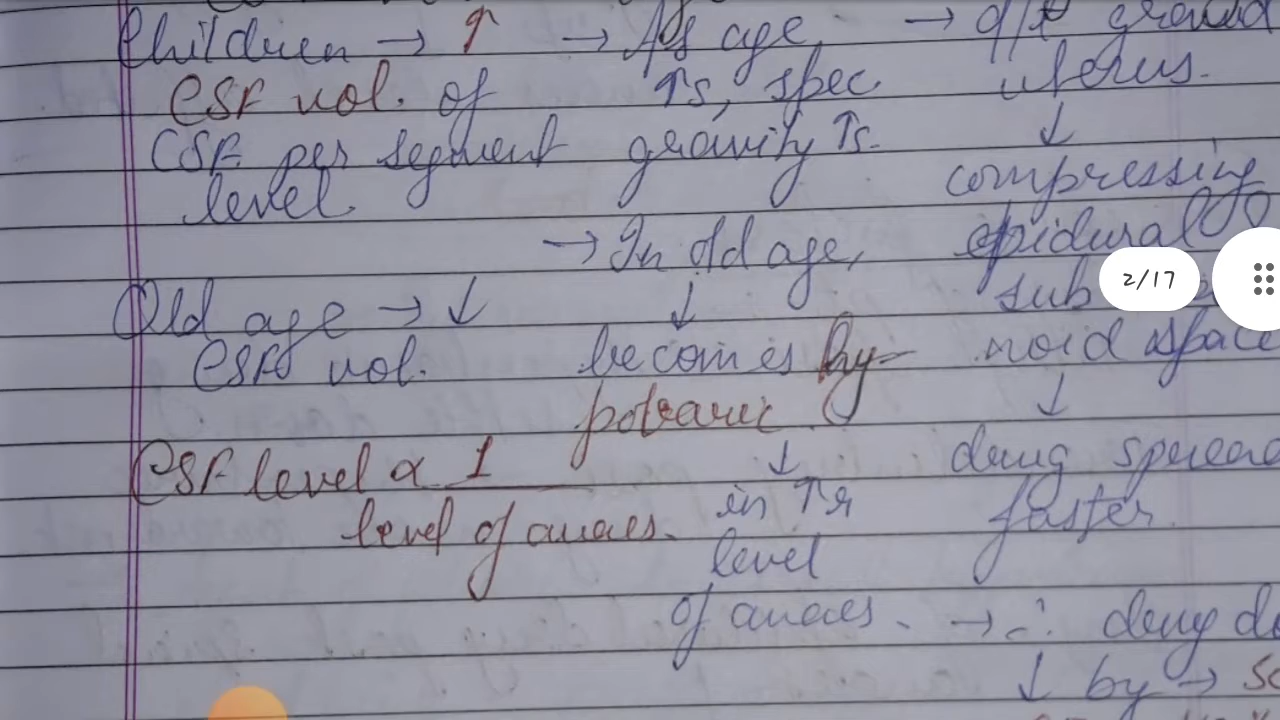 Children → ↑
CSF vol. of
CSF per segment
level.
Old age → ↓
CSF vol.
CSF level α 1
level of anaes.
→ As age
↑s, spec
gravity ↑s.
→ In old age,
↓
becomes hy-
pobaric.
↓
in ↑r
level
of anaes.
→ d/t gravid
uterus.
↓
compressing
epidural
sub
noid space
↓
drug spread
faster.
→ ∴ drug
↓ by →
2/17